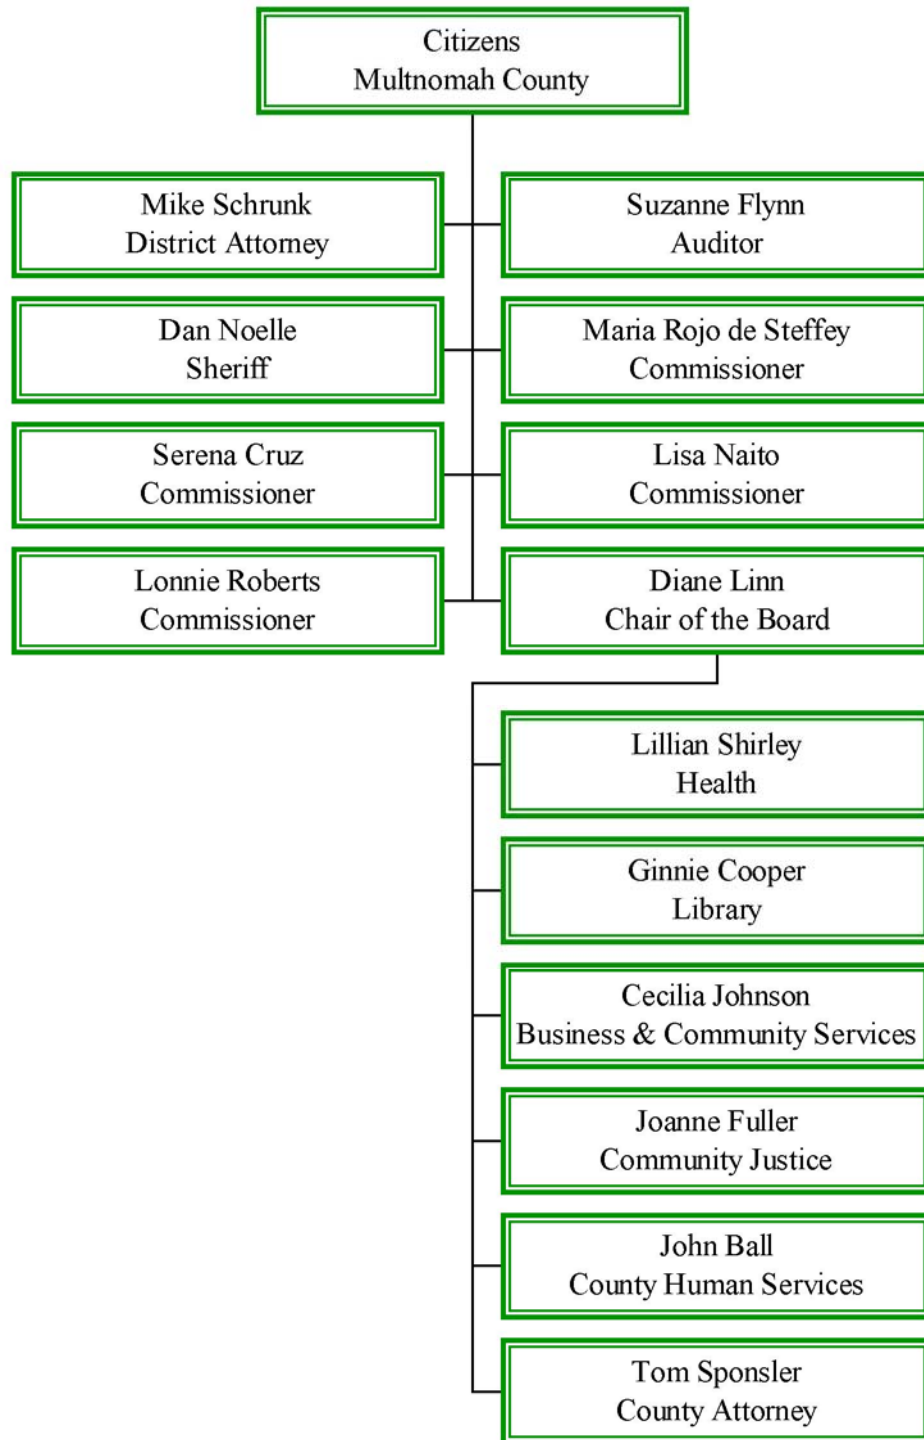 Citizens
Multnomah County
Mike Schrunk
District Attorney
Suzanne Flynn
Auditor
Dan Noelle
Sheriff
Maria Rojo de Steffey
Commissioner
Serena Cruz
Commissioner
Lisa Naito
Commissioner
Lonnie Roberts
Commissioner
Diane Linn
Chair of the Board
Lillian Shirley
Health
Ginnie Cooper
Library
Cecilia Johnson
Business & Community Services
Joanne Fuller
Community Justice
John Ball
County Human Services
Tom Sponsler
County Attorney